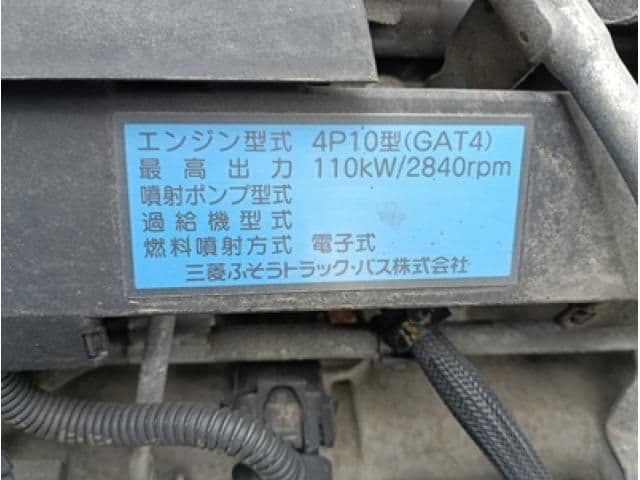 エンジン型式 4P10型(GAT4)
最高出力 110kW/2840rpm
噴射ポンプ型式
過給機型式
燃料噴射方式 電子式
三菱ふそうトラック・バス株式会社